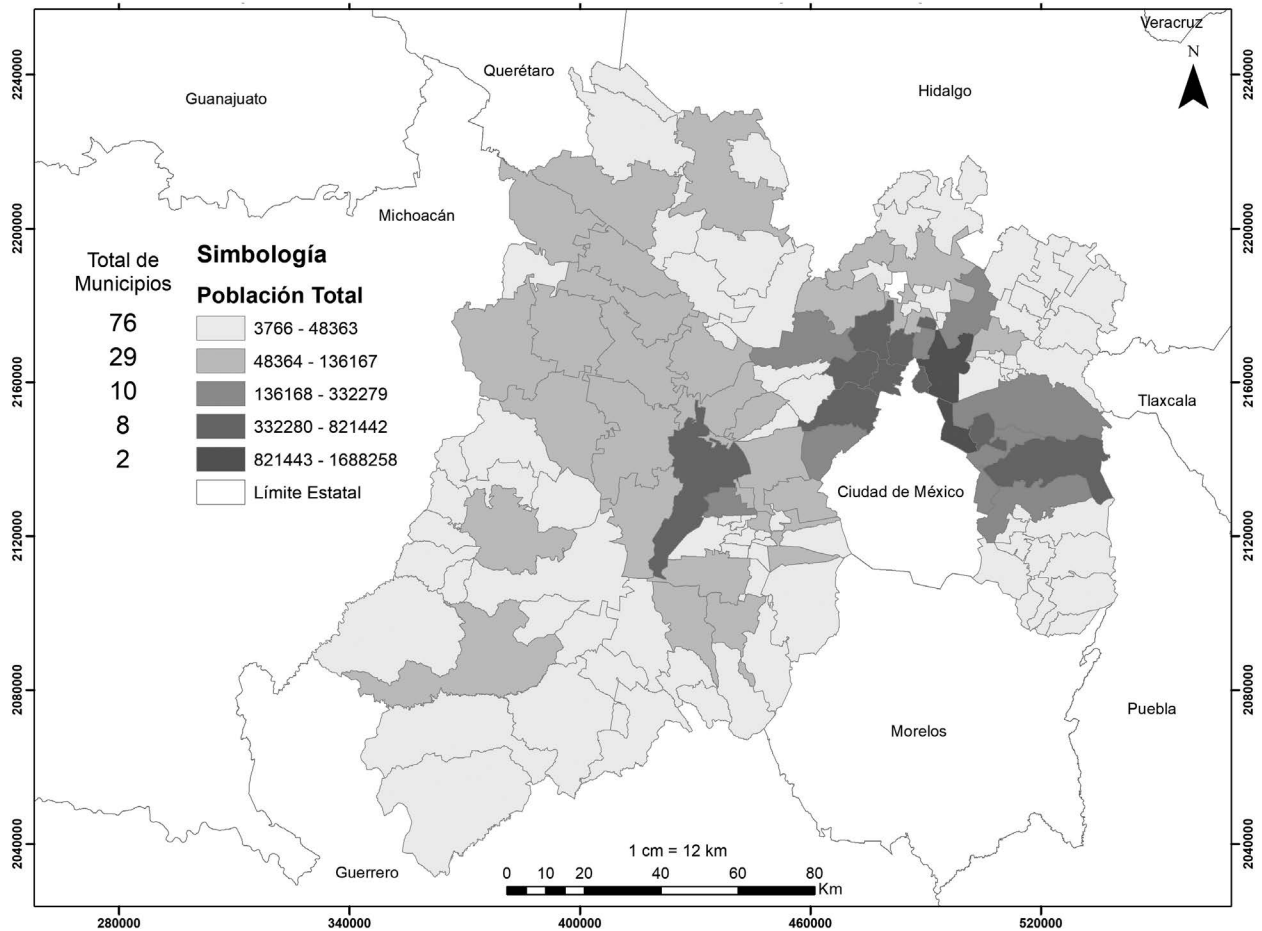 Veracruz
N
Querétaro
Guanajuato
Hidalgo
Michoacán
Total de
Municipios
76
29
10
8
2
Simbología
Población Total
3766 - 48363
48364 - 136167
136168 - 332279
332280 - 821442
821443 - 1688258
Límite Estatal
Tlaxcala
Ciudad de México
Puebla
Morelos
Guerrero
1 cm = 12 km
0 10 20 40 60 80
Km
2240000
2200000
2160000
2120000
2080000
2040000
2240000
2200000
2160000
2120000
2080000
2040000
280000 340000 400000 460000 520000